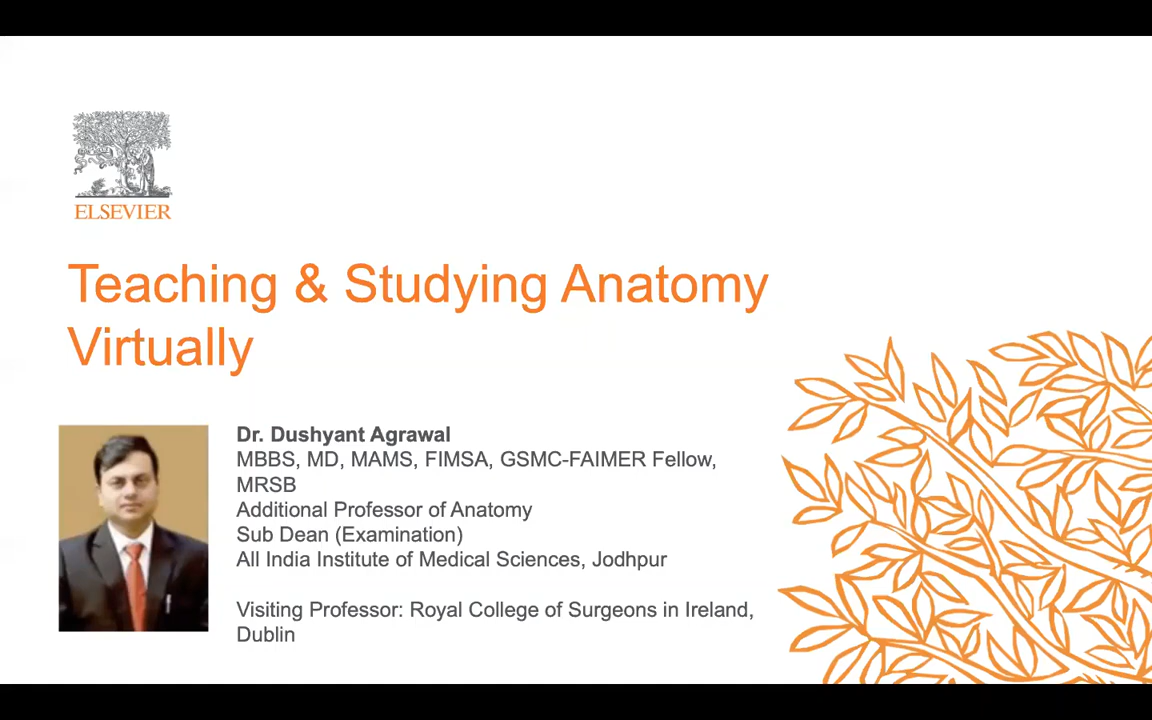 ELSEVIER
Teaching & Studying Anatomy
Virtually
Dr. Dushyant Agrawal
MBBS, MD, MAMS, FIMSA, GSMC-FAIMER Fellow,
MRSB
Additional Professor of Anatomy
Sub Dean (Examination)
All India Institute of Medical Sciences, Jodhpur
Visiting Professor: Royal College of Surgeons in Ireland,
Dublin